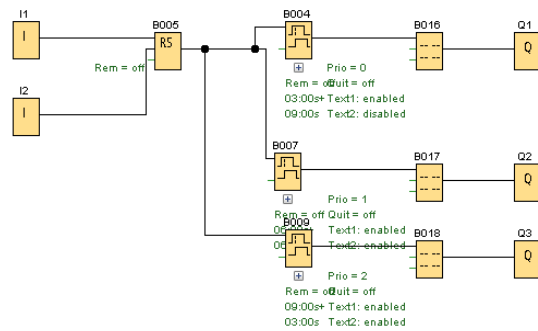 I1
I
I2
I
B005
RS
Rem = off
B004
Prio = 0
Quit = off
03:00s+
Text1: enabled
09:00s
Text2: disabled
B016
Q1
Q
B007
Prio = 1
Rem = off
Quit = off
Text1: enabled
Text2: enabled
B017
Q2
Q
B009
Prio = 2
Quit = off
09:00s+
Text1: enabled
03:00s
Text2: enabled
B018
Q3
Q